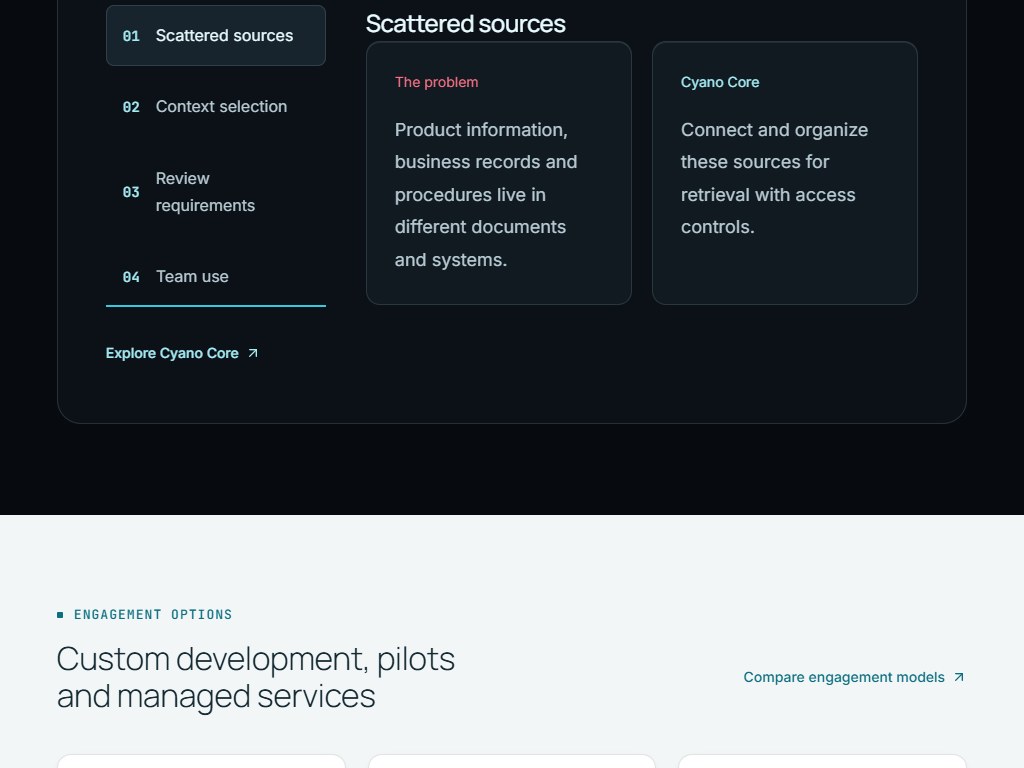 01 Scattered sources
02 Context selection
03 Review
requirements
04 Team use
Explore Cyano Core
Scattered sources
The problem
Product information,
business records and
procedures live in
different documents
and systems.
Cyano Core
Connect and organize
these sources for
retrieval with access
controls.
ENGAGEMENT OPTIONS
Custom development, pilots
and managed services
Compare engagement models